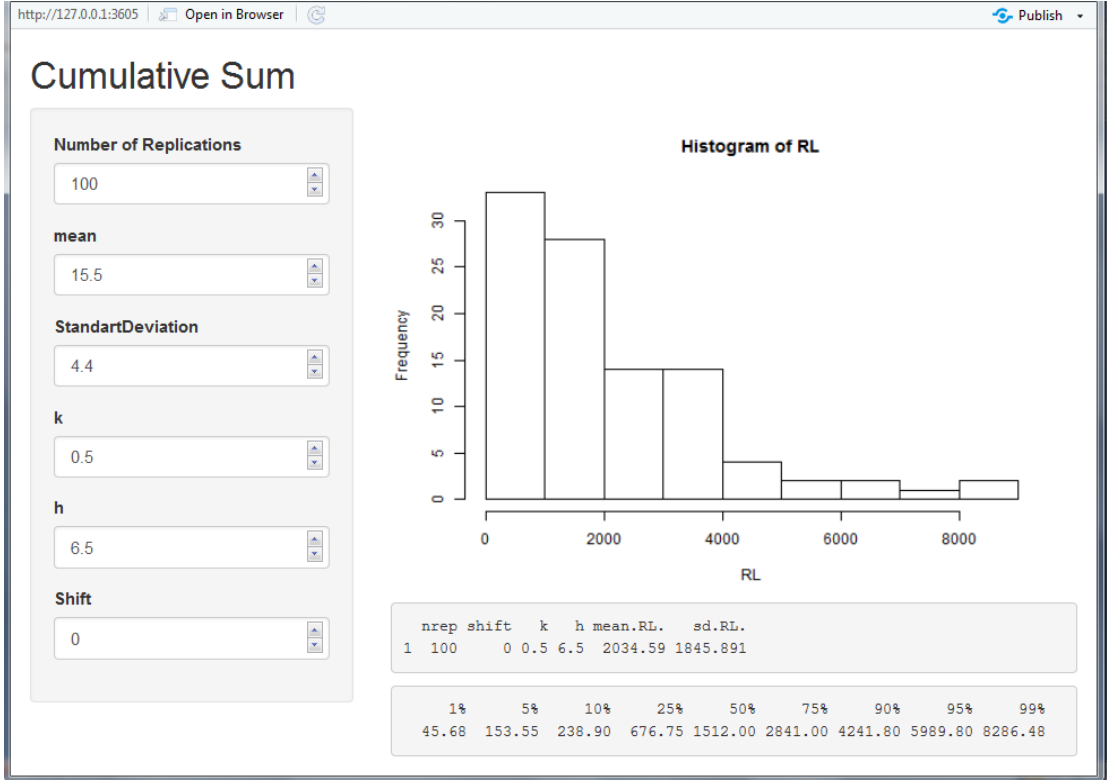 http://127.0.0.1:3605 Open in Browser Publish
Cumulative Sum
Number of Replications
100
mean
15.5
StandartDeviation
4.4
k
0.5
h
6.5
Shift
0
Histogram of RL
Frequency
30
25
20
15
10
5
0
0 2000 4000 6000 8000
RL
nrep shift k h mean.RL. sd.RL.
1 100 0 0.5 6.5 2034.59 1845.891
1% 5% 10% 25% 50% 75% 90% 95% 99%
45.68 153.55 238.90 676.75 1512.00 2841.00 4241.80 5989.80 8286.48